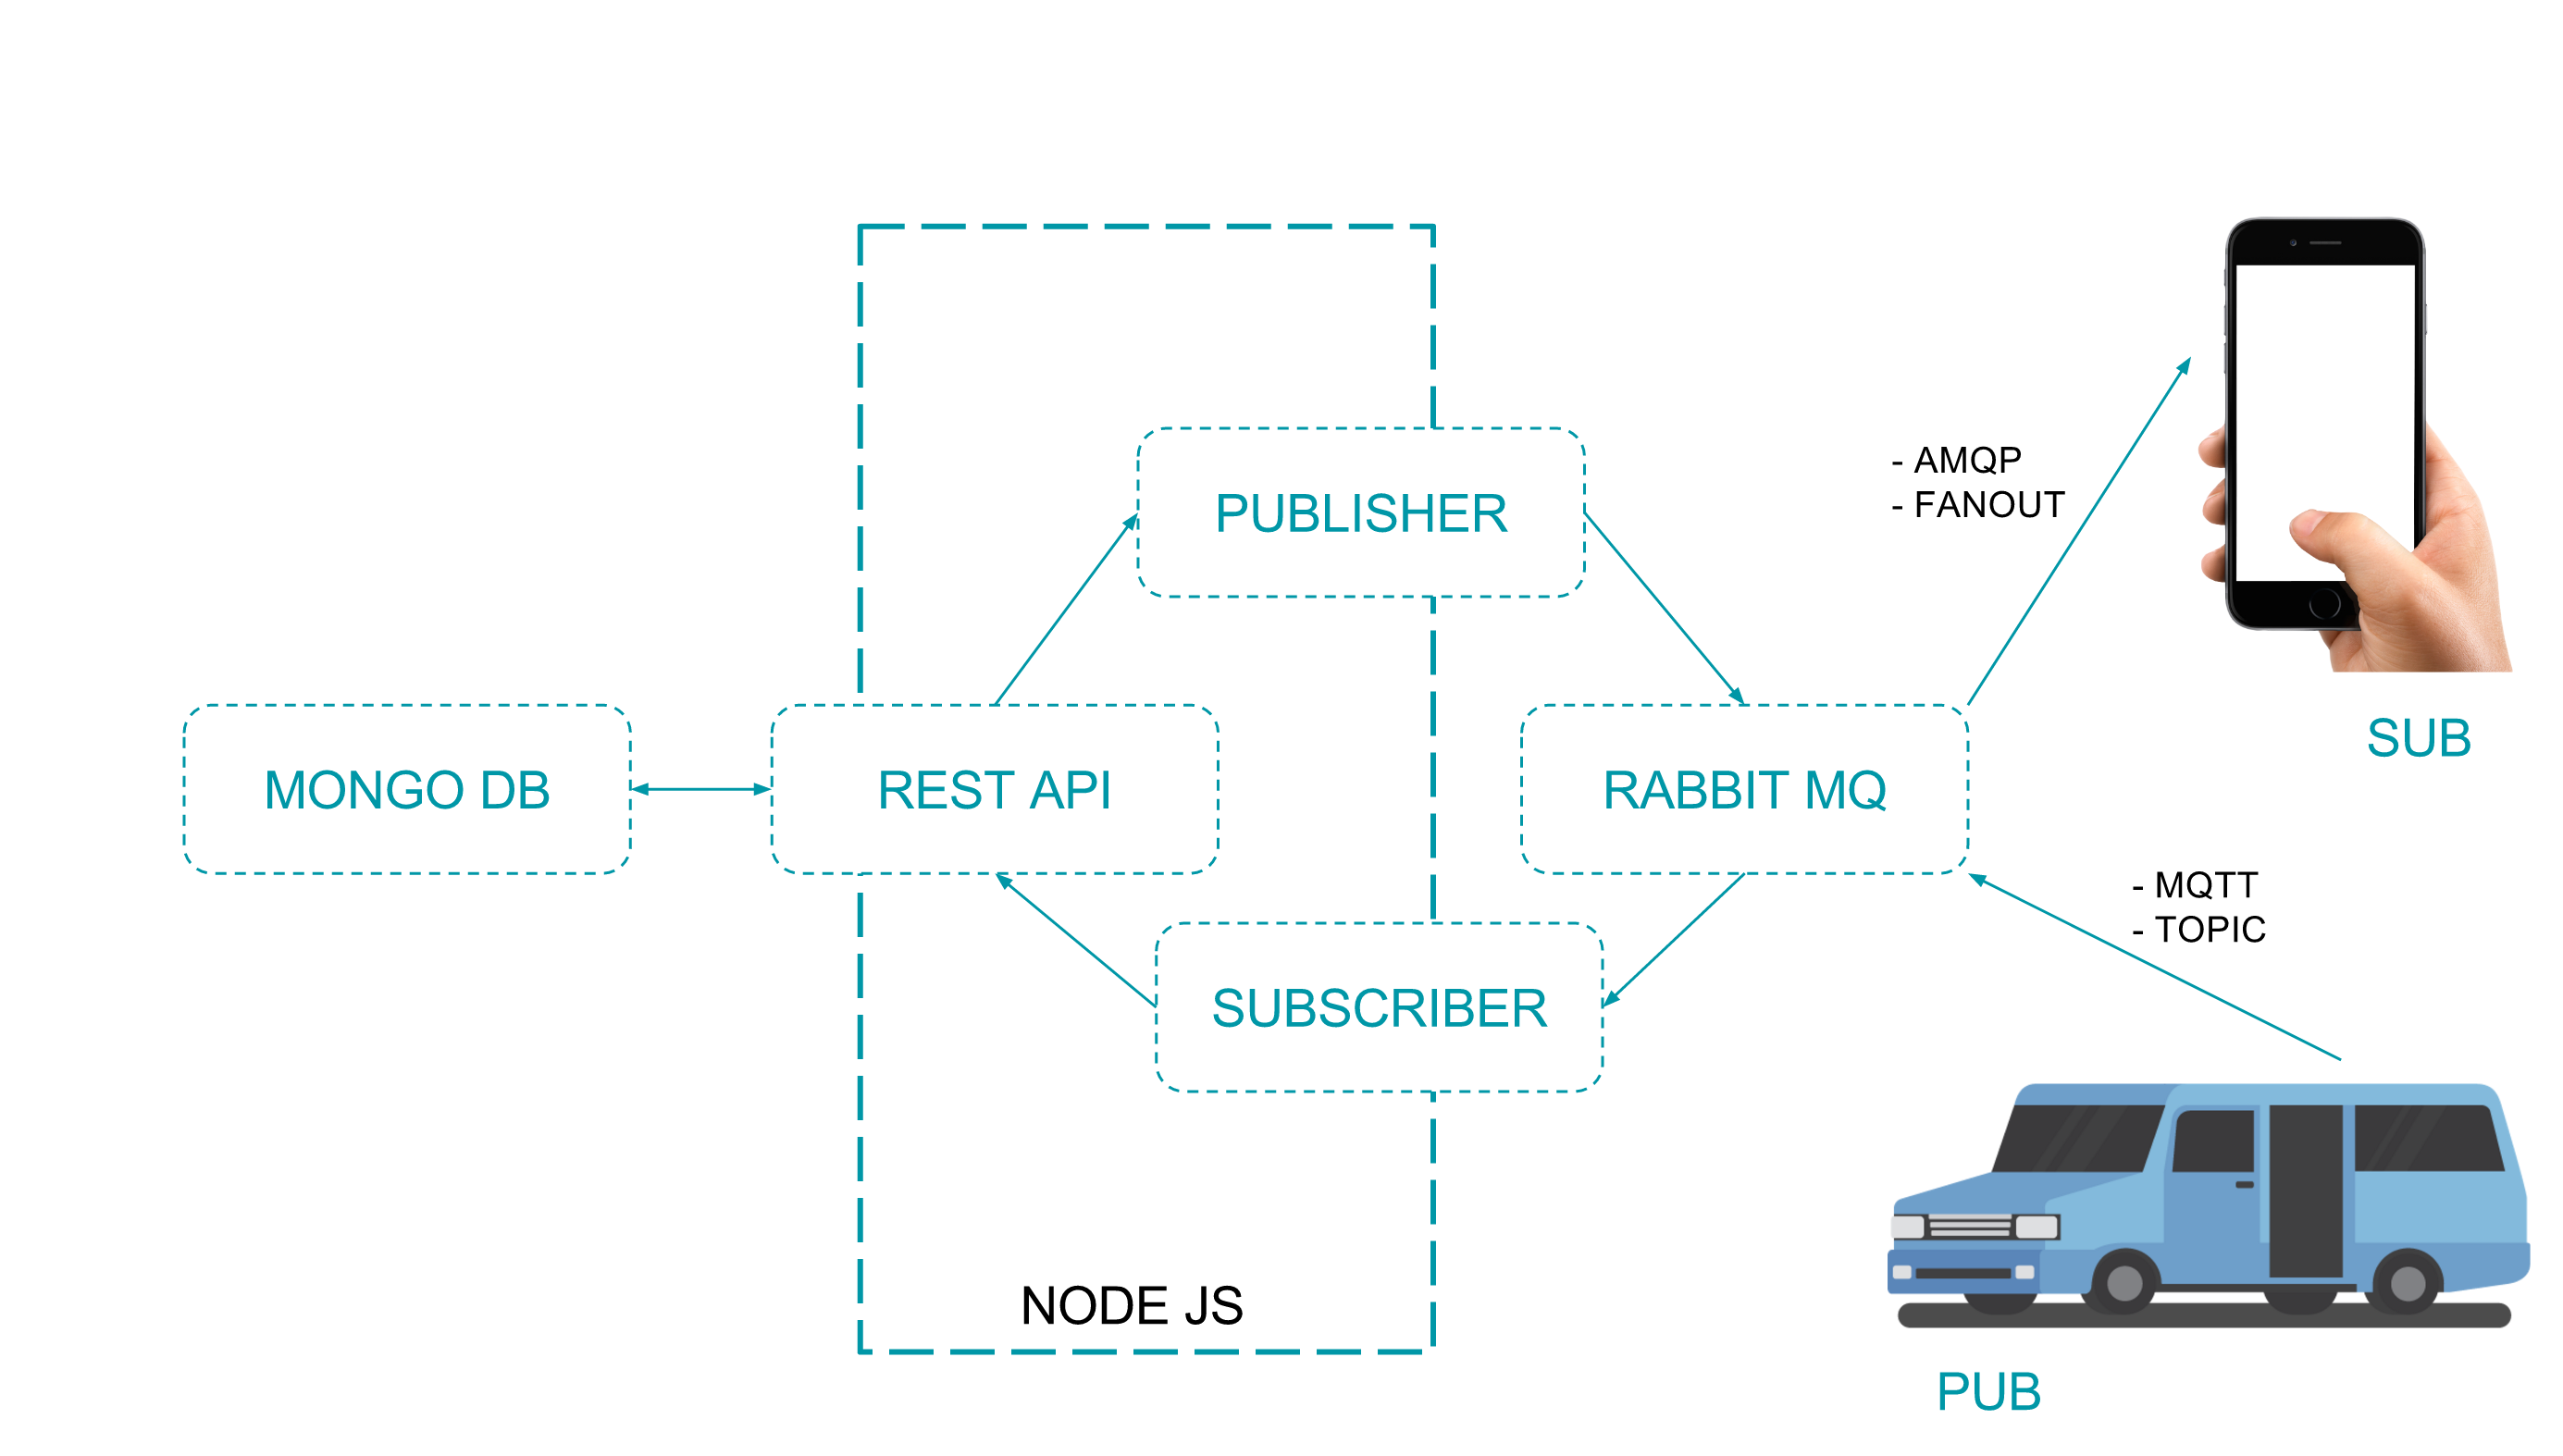 - AMQP
- FANOUT
PUBLISHER
SUB
MONGO DB
REST API
RABBIT MQ
- MQTT
- TOPIC
SUBSCRIBER
NODE JS
PUB